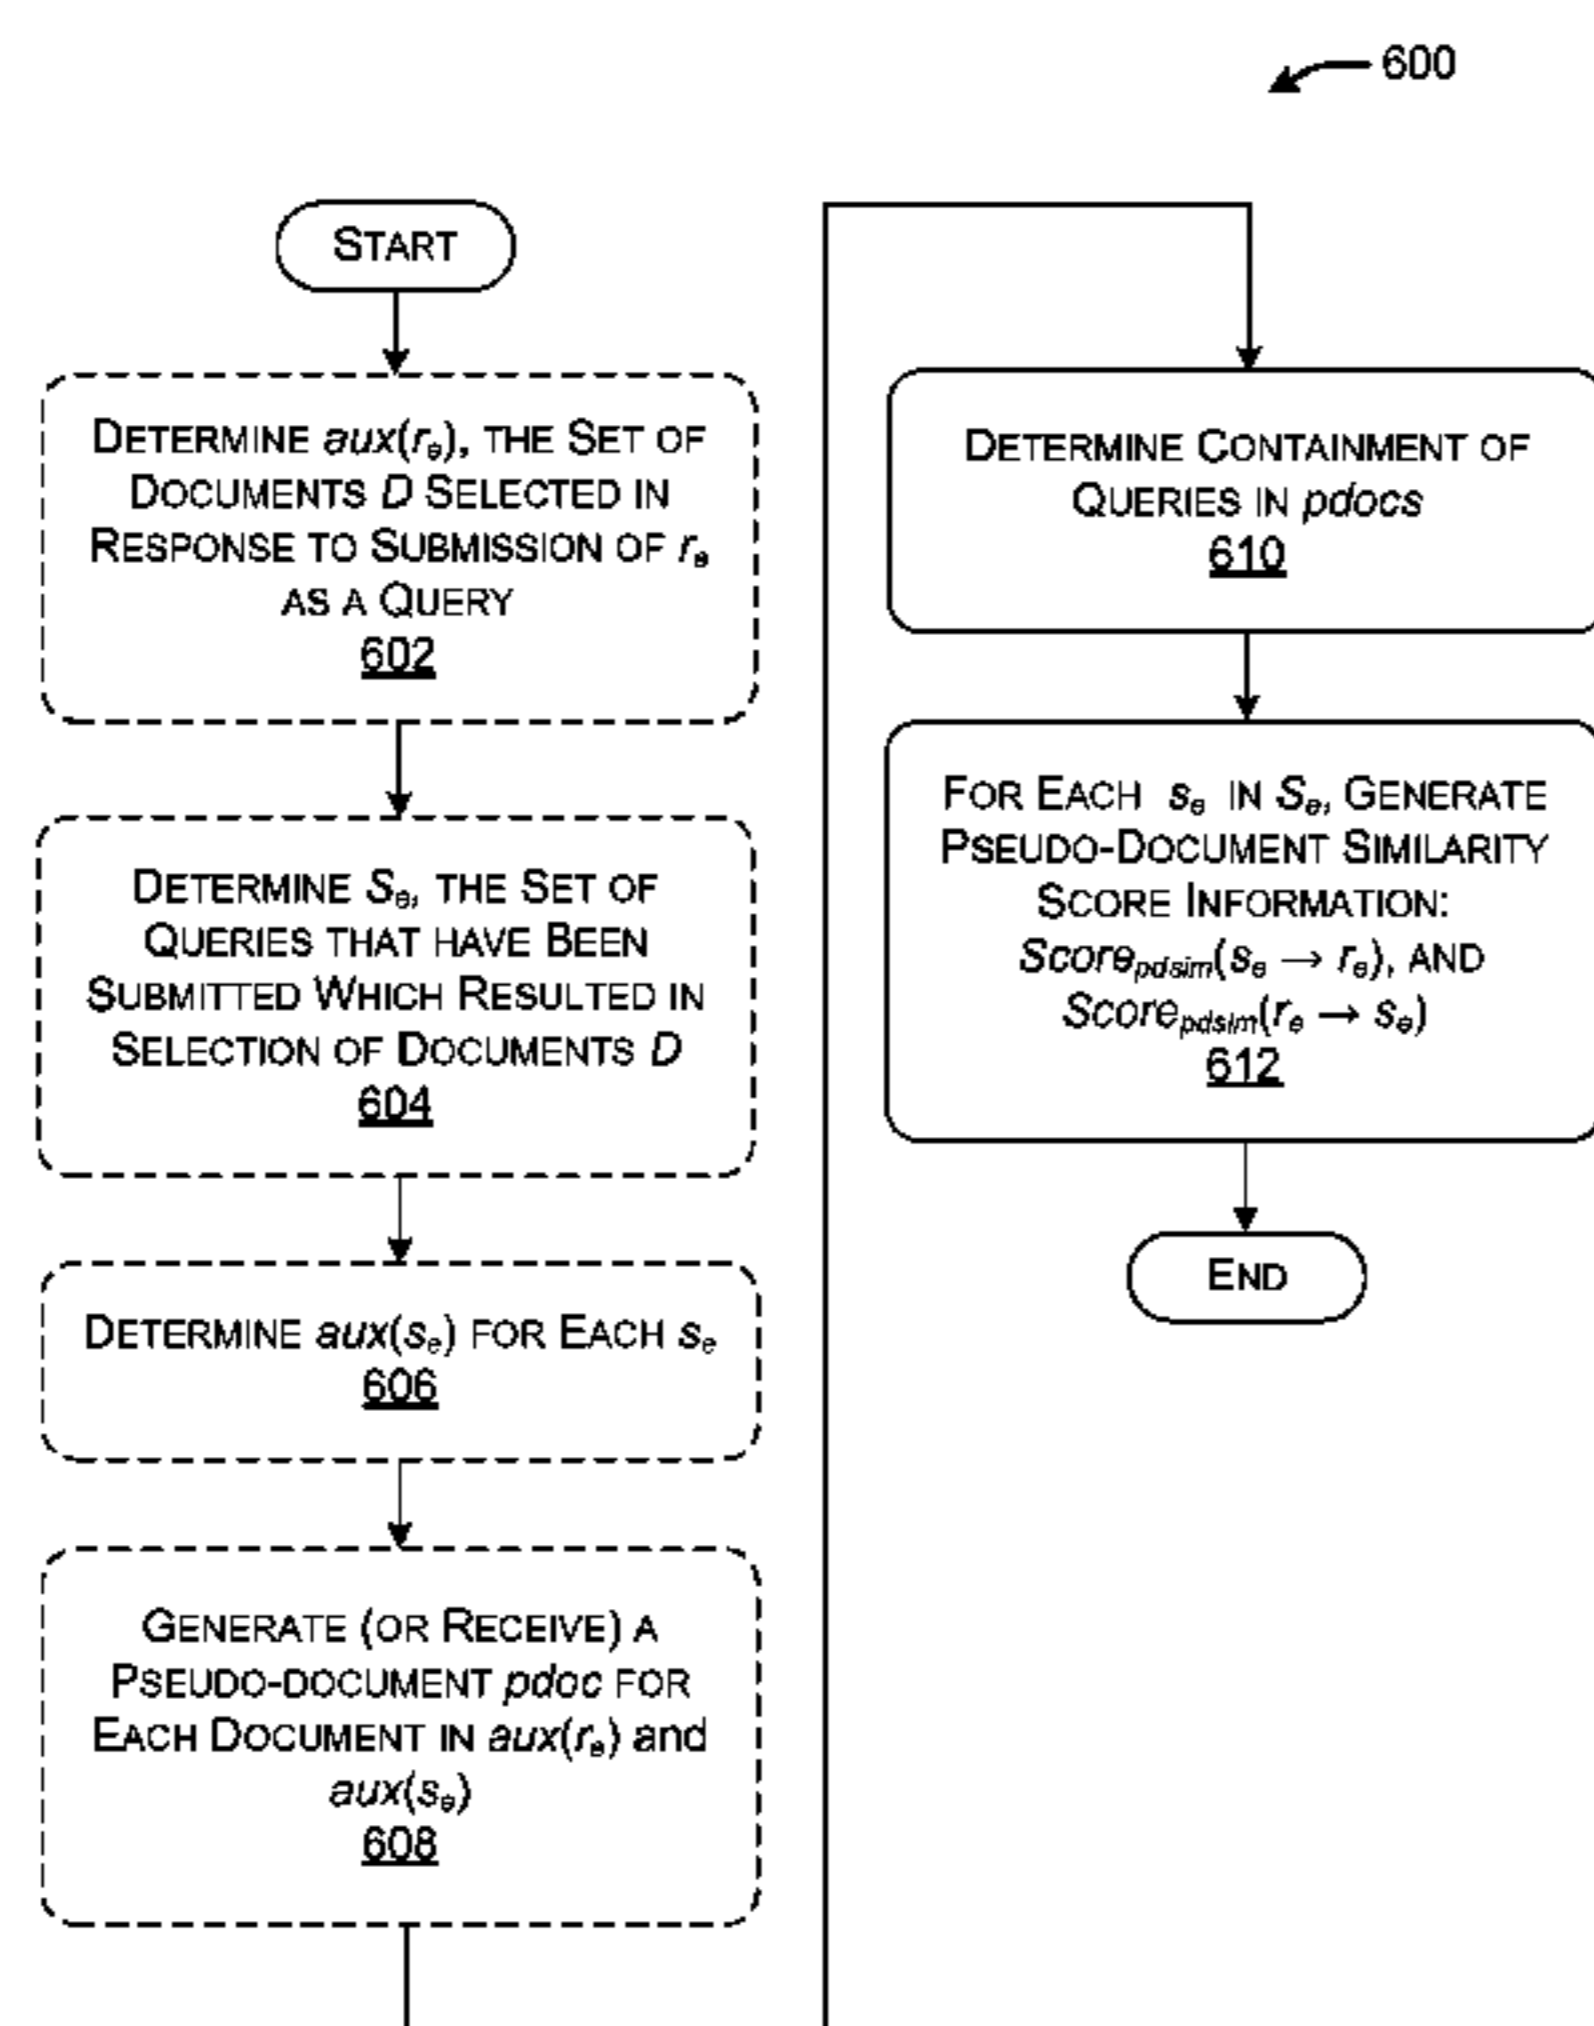 600
START
DETERMINE aux(rₑ), THE SET OF
DOCUMENTS D SELECTED IN
RESPONSE TO SUBMISSION OF rₑ
AS A QUERY
602
DETERMINE Sₑ, THE SET OF
QUERIES THAT HAVE BEEN
SUBMITTED WHICH RESULTED IN
SELECTION OF DOCUMENTS D
604
DETERMINE aux(sₑ) FOR EACH sₑ
606
GENERATE (OR RECEIVE) A
PSEUDO-DOCUMENT pdoc FOR
EACH DOCUMENT IN aux(rₑ) and
aux(sₑ)
608
DETERMINE CONTAINMENT OF
QUERIES IN pdocs
610
FOR EACH sₑ IN Sₑ, GENERATE
PSEUDO-DOCUMENT SIMILARITY
SCORE INFORMATION:
Score_pdsim(sₑ → rₑ), AND
Score_pdsim(rₑ → sₑ)
612
END